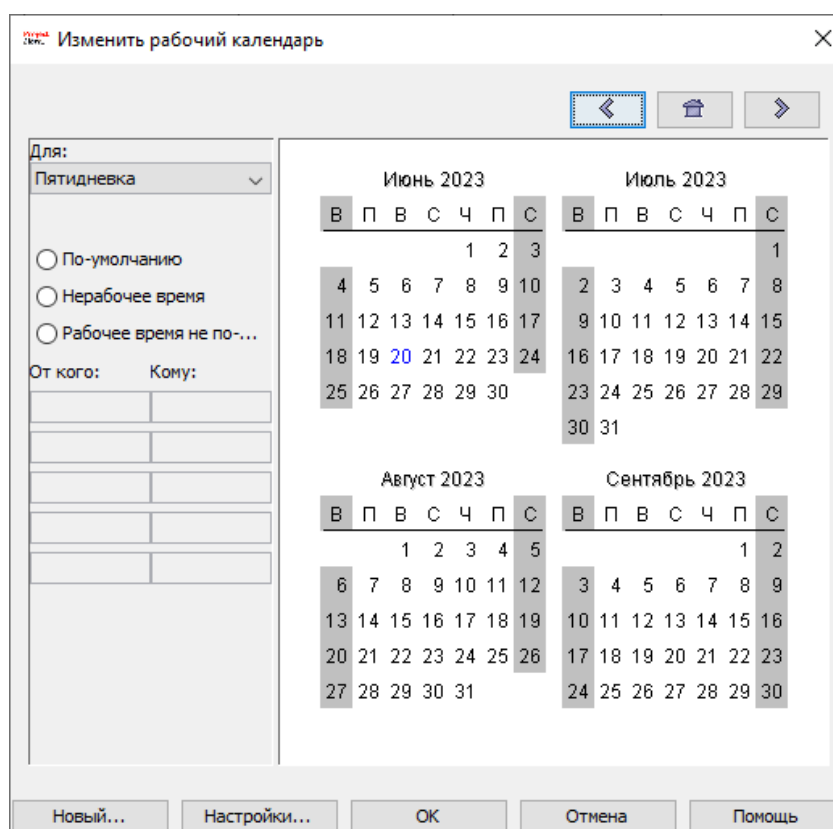 Изменить рабочий календарь
Для:
Пятидневка
По-умолчанию
Нерабочее время
Рабочее время не по-...
От кого: Кому:
Июнь 2023
В П В С Ч П С
1 2 3
4 5 6 7 8 9 10
11 12 13 14 15 16 17
18 19 20 21 22 23 24
25 26 27 28 29 30
Июль 2023
В П В С Ч П С
1
2 3 4 5 6 7 8
9 10 11 12 13 14 15
16 17 18 19 20 21 22
23 24 25 26 27 28 29
30 31
Август 2023
В П В С Ч П С
1 2 3 4 5
6 7 8 9 10 11 12
13 14 15 16 17 18 19
20 21 22 23 24 25 26
27 28 29 30 31
Сентябрь 2023
В П В С Ч П С
1 2
3 4 5 6 7 8 9
10 11 12 13 14 15 16
17 18 19 20 21 22 23
24 25 26 27 28 29 30
Новый... Настройки... ОК Отмена Помощь